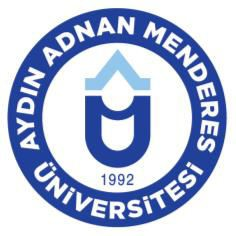 AYDIN ADNAN MENDERES
ÜNİVERSİTESİ
1992